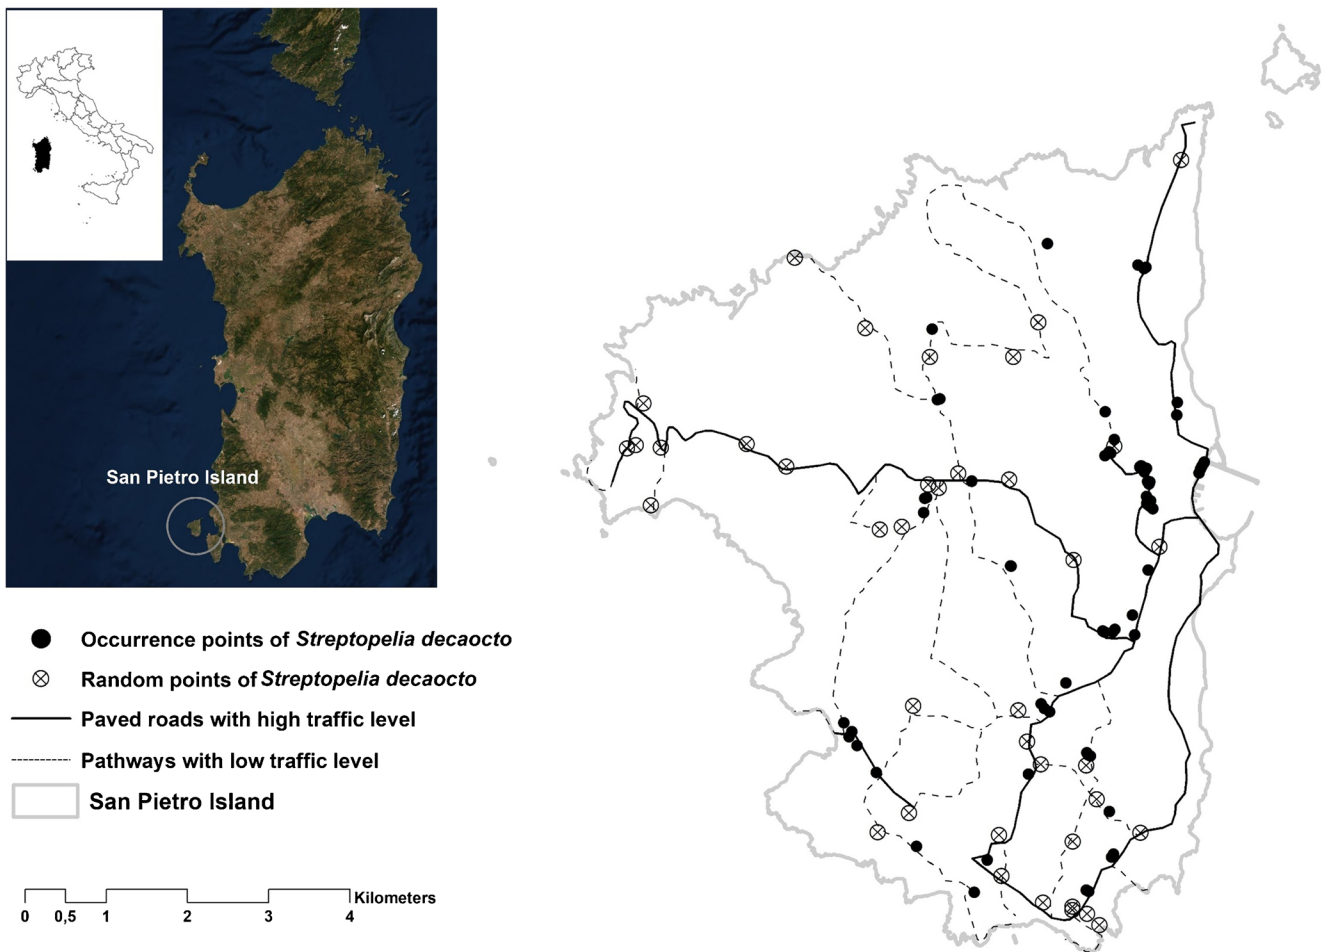 San Pietro Island
Occurrence points of Streptopelia decaocto
Random points of Streptopelia decaocto
Paved roads with high traffic level
Pathways with low traffic level
San Pietro Island
Kilometers
0 0,5 1 2 3 4